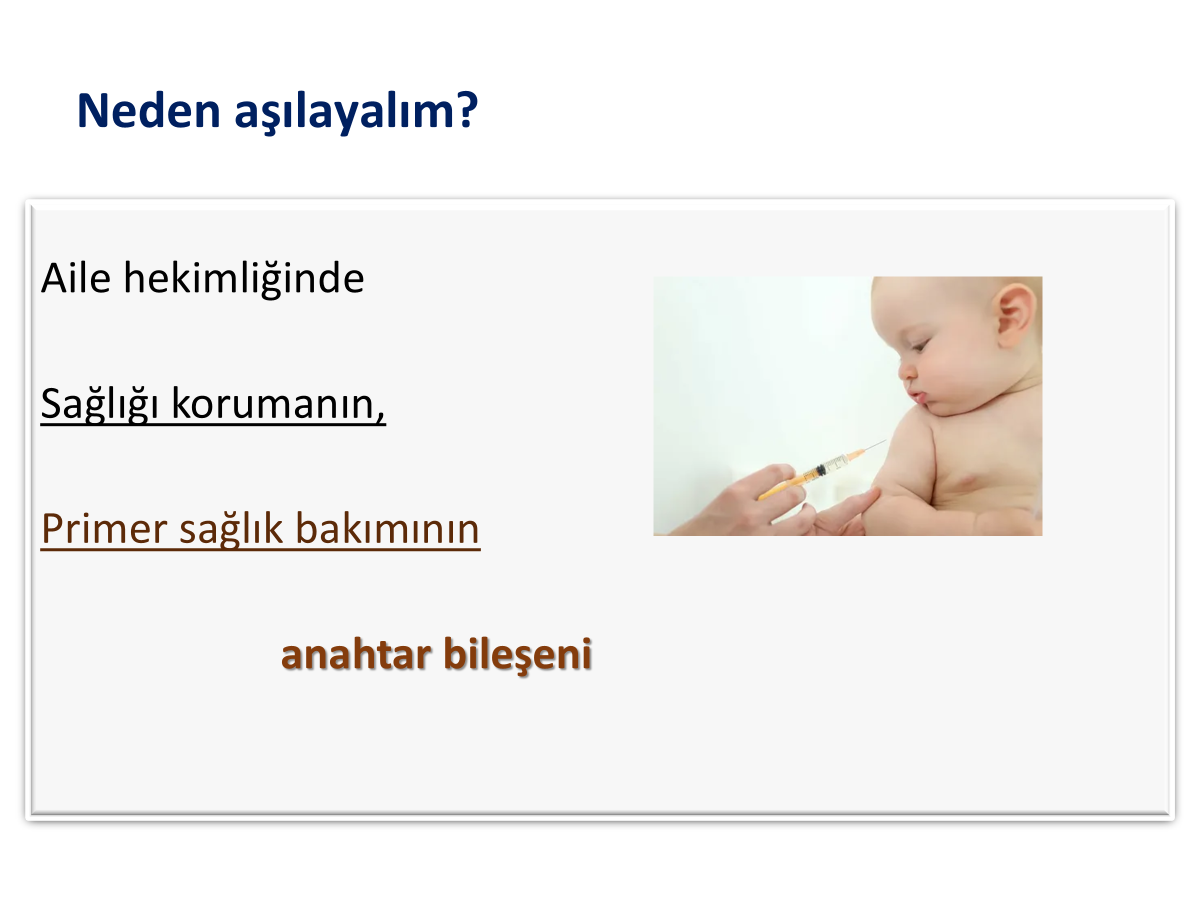 Neden aşılayalım?
Aile hekimliğinde
Sağlığı korumanın,
Primer sağlık bakımının
anahtar bileşeni